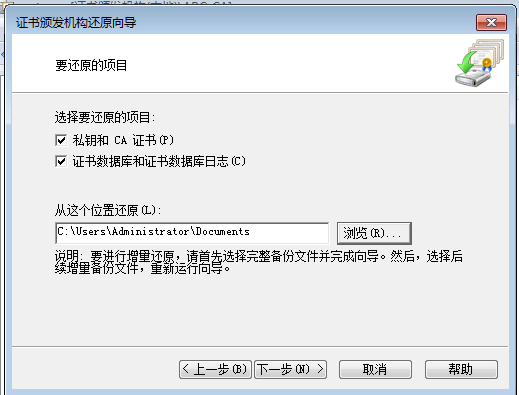 证书颁发机构还原向导
要还原的项目
选择要还原的项目:
私钥和 CA 证书(P)
证书数据库和证书数据库日志(C)
从这个位置还原(L):
C:\Users\Administrator\Documents
浏览(R)...
说明: 要进行增量还原，请首先选择完整备份文件并完成向导。然后，选择后
续增量备份文件，重新运行向导。
< 上一步(B)
下一步(N) >
取消
帮助